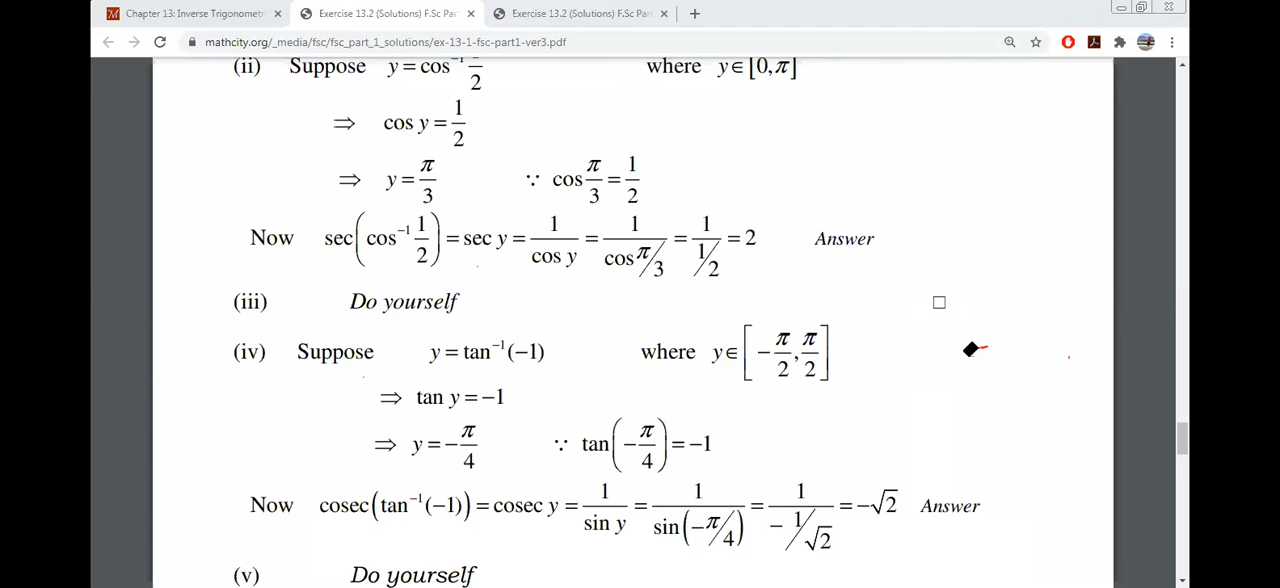 Chapter 13: Inverse Trigonometri
Exercise 13.2 (Solutions) F.Sc Par
Exercise 13.2 (Solutions) F.Sc Part
mathcity.org/_media/fsc/fsc_part_1_solutions/ex-13-1-fsc-part1-ver3.pdf
(ii) Suppose y = cos⁻¹ 1/2 where y ∈ [0, π]
⇒ cos y = 1/2
⇒ y = π/3 ∵ cos π/3 = 1/2
Now sec(cos⁻¹ 1/2) = sec y = 1/cos y = 1/cos π/3 = 1/(1/2) = 2 Answer
(iii) Do yourself □
(iv) Suppose y = tan⁻¹(−1) where y ∈ [−π/2, π/2]
⇒ tan y = −1
⇒ y = −π/4 ∵ tan(−π/4) = −1
Now cosec(tan⁻¹(−1)) = cosec y = 1/sin y = 1/sin(−π/4) = 1/(−1/√2) = −√2 Answer
(v) Do yourself